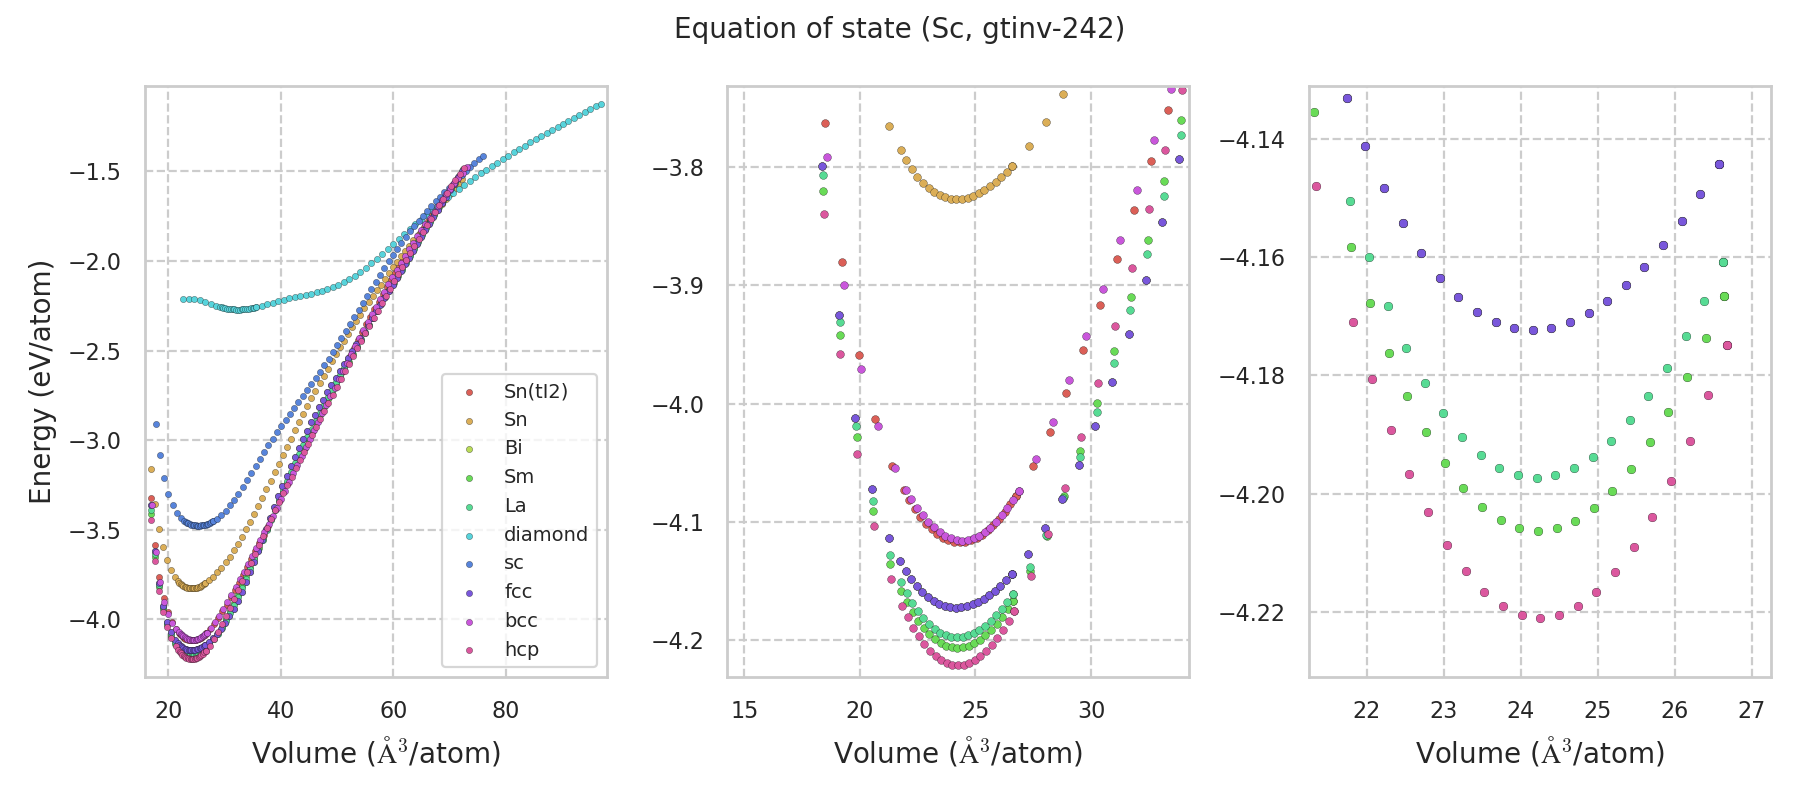 Equation of state (Sc, gtinv-242)
Energy (eV/atom)
−1.5
−2.0
−2.5
−3.0
−3.5
−4.0
20 40 60 80
Volume (Å³/atom)
Sn(tI2)
Sn
Bi
Sm
La
diamond
sc
fcc
bcc
hcp
−3.8
−3.9
−4.0
−4.1
−4.2
15 20 25 30
Volume (Å³/atom)
−4.14
−4.16
−4.18
−4.20
−4.22
22 23 24 25 26 27
Volume (Å³/atom)